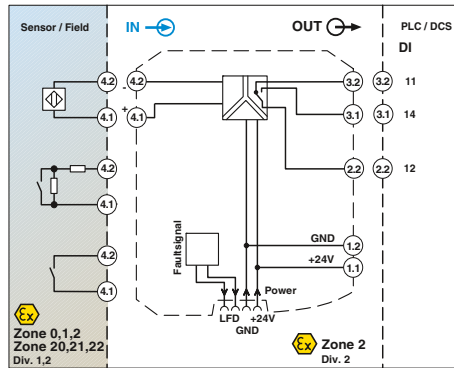 Sensor / Field
IN
OUT
PLC / DCS
DI
4.2
-
4.2
3.2
3.2
11
4.1
+
4.1
3.1
3.1
14
4.2
2.2
2.2
12
4.1
Faultsignal
GND
1.2
4.2
+24V
1.1
4.1
Power
LFD
+24V
GND
Ex
Zone 0,1,2
Zone 20,21,22
Div. 1,2
Ex
Zone 2
Div. 2